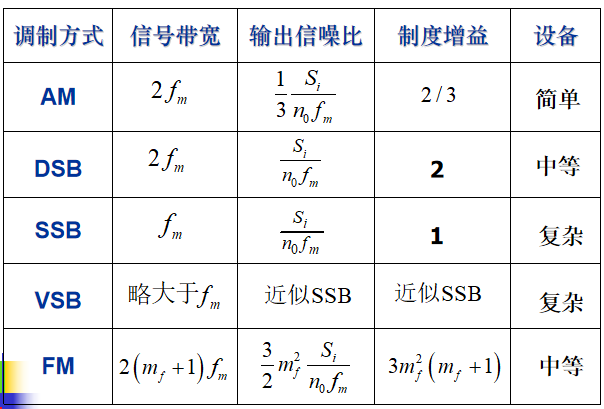 调制方式 信号带宽 输出信噪比 制度增益 设备
AM $2f_m$ $\frac{1}{3}\frac{S_i}{n_0 f_m}$ 2/3 简单
DSB $2f_m$ $\frac{S_i}{n_0 f_m}$ 2 中等
SSB $f_m$ $\frac{S_i}{n_0 f_m}$ 1 复杂
VSB 略大于$f_m$ 近似SSB 近似SSB 复杂
FM $2(m_f+1)f_m$ $\frac{3}{2}m_f^2\frac{S_i}{n_0 f_m}$ $3m_f^2(m_f+1)$ 中等